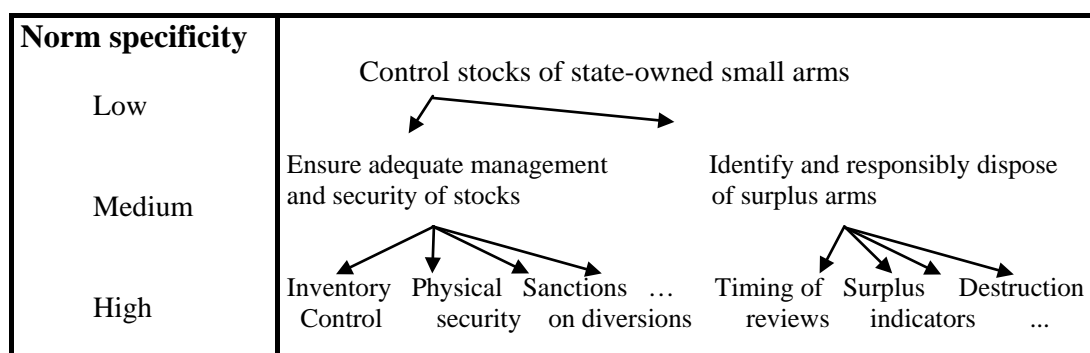 Norm specificity
Control stocks of state-owned small arms
Low
Ensure adequate management
and security of stocks
Identify and responsibly dispose
of surplus arms
Medium
Inventory Physical Sanctions …
Control security on diversions
Timing of Surplus Destruction
reviews indicators ...
High